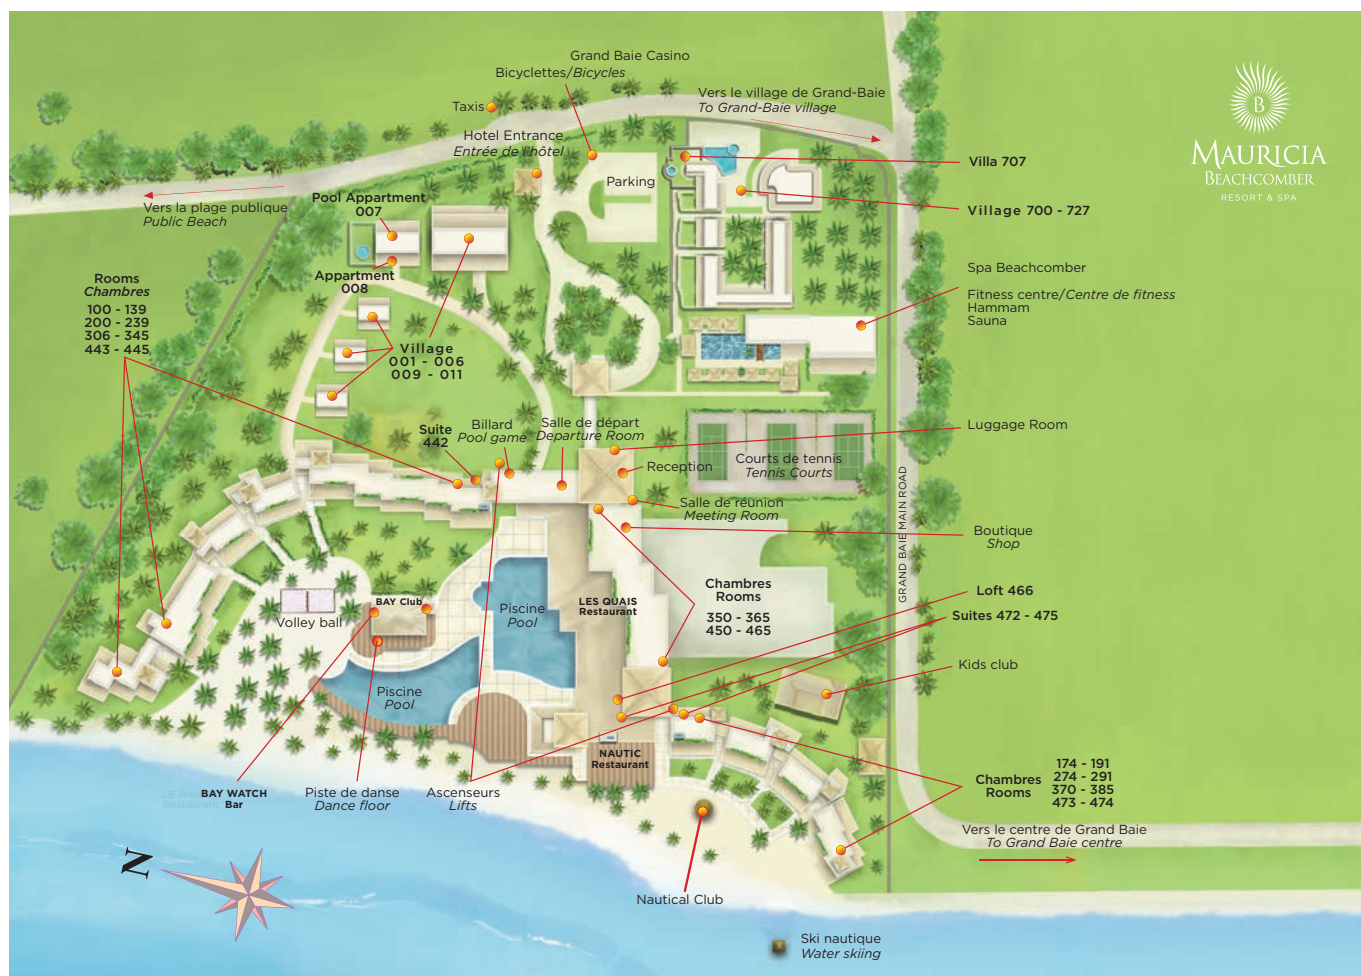 Grand Baie Casino
Bicyclettes/Bicycles
Taxis
Vers le village de Grand-Baie
To Grand-Baie village
Hotel Entrance
Entrée de l'hôtel
Parking
Villa 707
Village 700 - 727
B
MAURICIA
BEACHCOMBER
RESORT & SPA
Vers la plage publique
Public Beach
Pool Appartment
007
Appartment
008
Rooms
Chambres
100 - 139
200 - 239
306 - 345
443 - 445
Village
001 - 006
009 - 011
Spa Beachcomber
Fitness centre/Centre de fitness
Hammam
Sauna
Suite
442
Billard
Pool game
Salle de départ
Departure Room
Luggage Room
Reception
Courts de tennis
Tennis Courts
Salle de réunion
Meeting Room
GRAND BAIE MAIN ROAD
Boutique
Shop
Chambres
Rooms
350 - 365
450 - 465
Loft 466
Suites 472 - 475
Kids club
LES QUAIS
Restaurant
Piscine
Pool
BAY Club
Volley ball
Piscine
Pool
NAUTIC
Restaurant
BAY WATCH
Bar
Piste de danse
Dance floor
Ascenseurs
Lifts
Chambres
Rooms
174 - 191
274 - 291
370 - 385
473 - 474
Vers le centre de Grand Baie
To Grand Baie centre
N
Nautical Club
Ski nautique
Water skiing